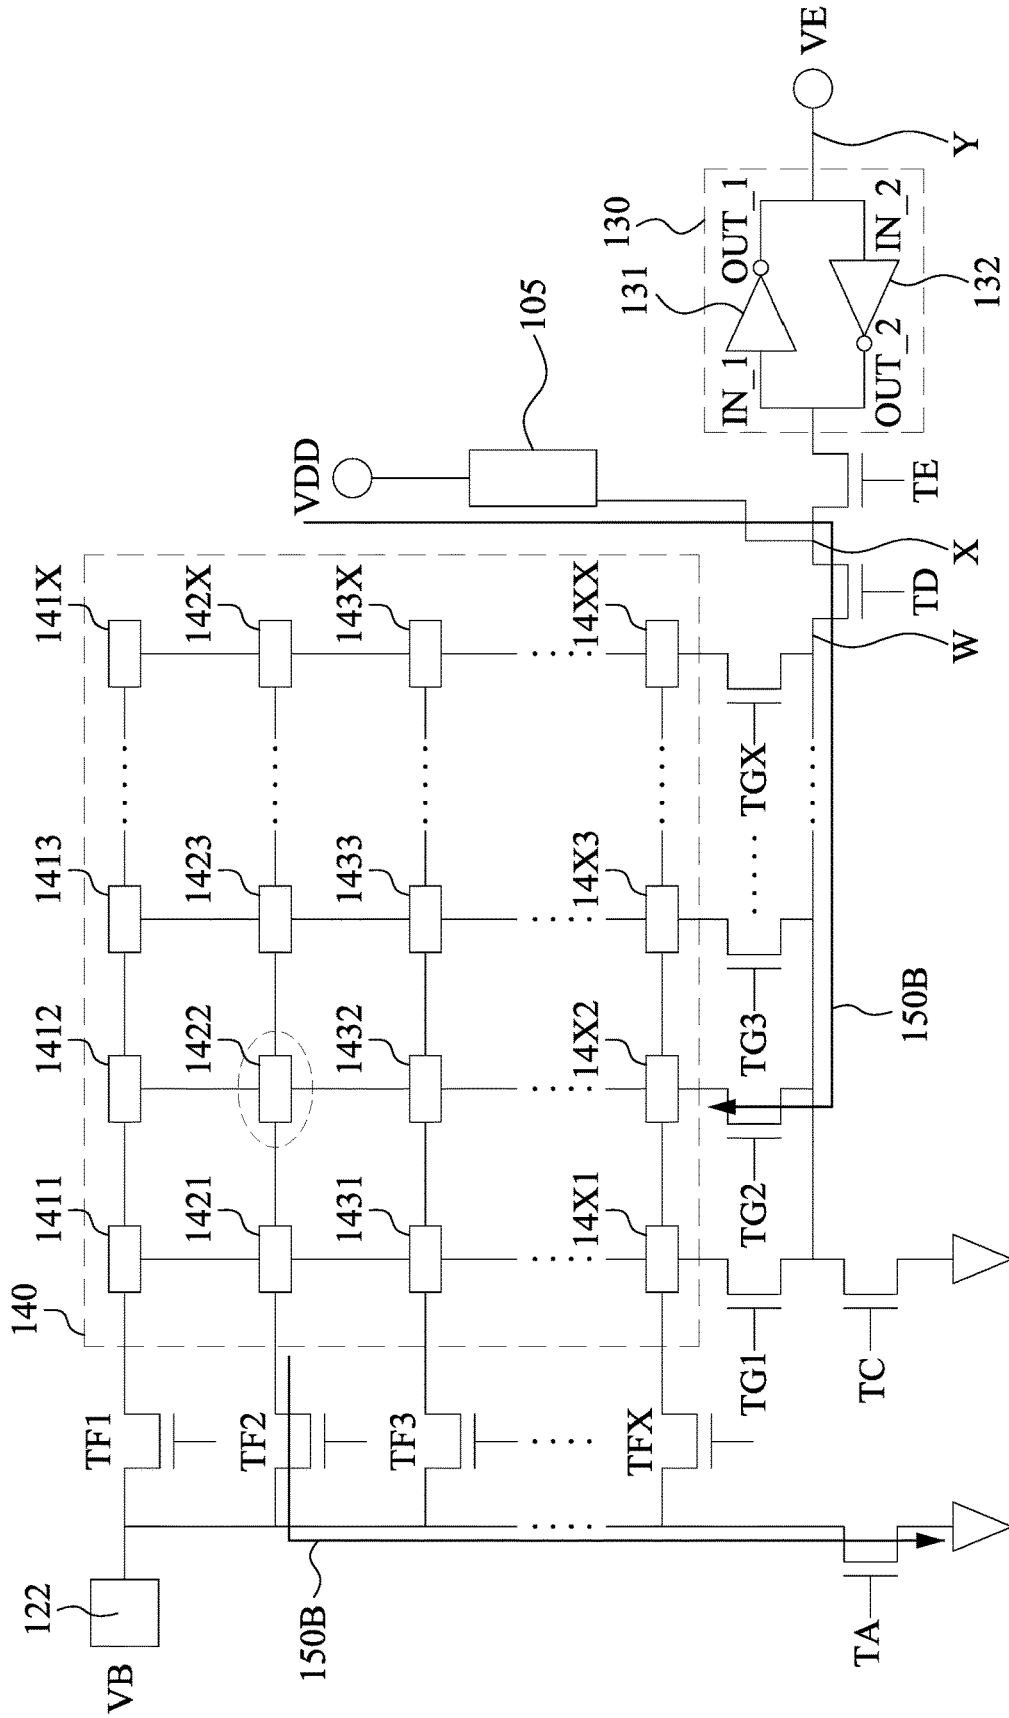 140
1411
1412
1413
141X
1421
1422
1423
142X
1431
1432
1433
143X
14X1
14X2
14X3
14XX
122
VB
TF1
TF2
TF3
TFX
150B
TA
TG1
TG2
TG3
TGX
TC
150B
W
TD
X
TE
VDD
105
130
131
IN_1
OUT_1
OUT_2
IN_2
132
Y
VE